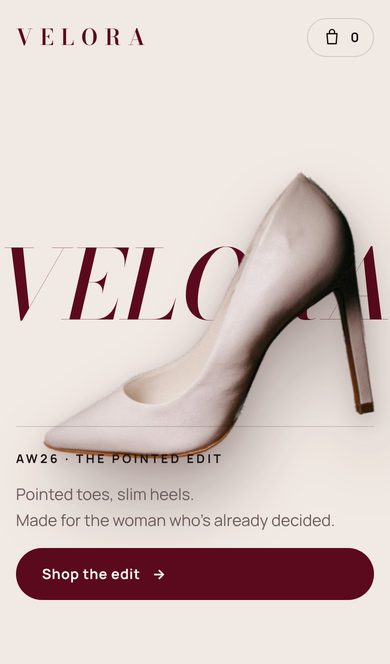 VELORA
0
VELORA
AW26 · THE POINTED EDIT
Pointed toes, slim heels.
Made for the woman who's already decided.
Shop the edit →